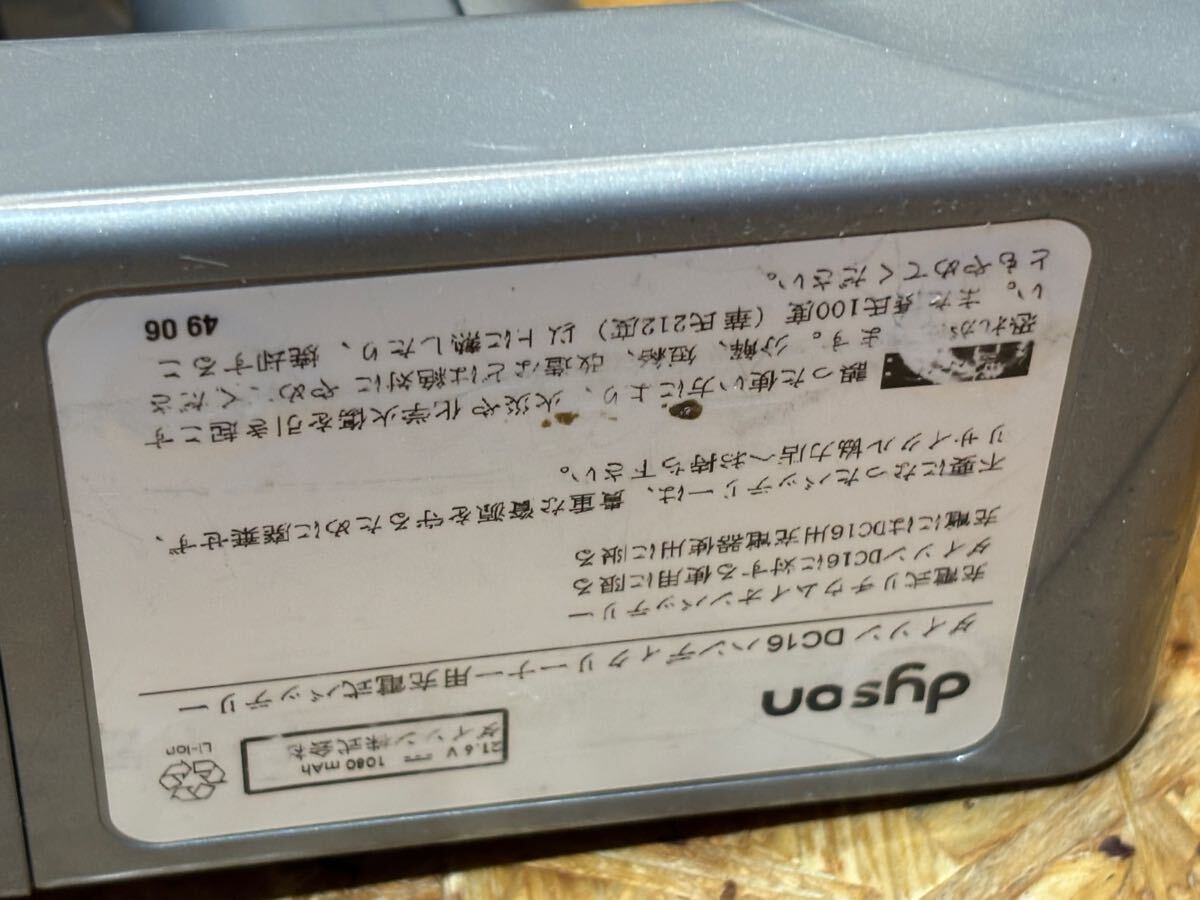 dyson
21.6 V ⎓ 1080 mAh
ダイソン株式会社
Li-ion
ダイソン DC16ハンディクリーナー用充電式バッテリー
充電式リチウムイオンバッテリー
ダイソンDC16に対する使用に限る
充電にはDC16用充電器使用に限る
不要になったバッテリーは、貴重な資源を守るために廃棄せず、
リサイクル協力店へお持ち下さい。
誤った使い方により、火災や化学火傷を引き起こす
恐れが ます。分解、短絡、改造などは絶対に やめ くださ
い。また 氏100度（華氏212度）以上に熱したり、焼却するこ
ともやめてください。
49 06